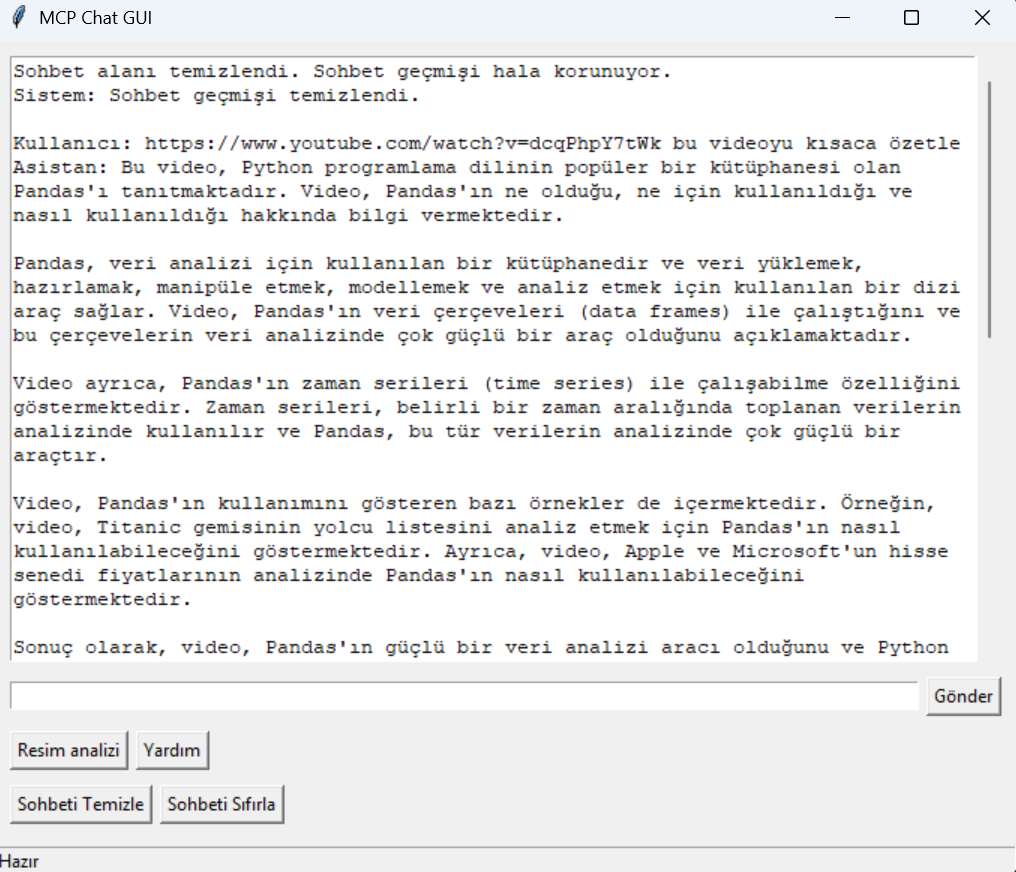 MCP Chat GUI
Sohbet alanı temizlendi. Sohbet geçmişi hala korunuyor.
Sistem: Sohbet geçmişi temizlendi.
Kullanıcı: https://www.youtube.com/watch?v=dcqPhpY7tWk bu videoyu kısaca özetle
Asistan: Bu video, Python programlama dilinin popüler bir kütüphanesi olan
Pandas'ı tanıtmaktadır. Video, Pandas'ın ne olduğu, ne için kullanıldığı ve
nasıl kullanıldığı hakkında bilgi vermektedir.
Pandas, veri analizi için kullanılan bir kütüphanedir ve veri yüklemek,
hazırlamak, manipüle etmek, modellemek ve analiz etmek için kullanılan bir dizi
araç sağlar. Video, Pandas'ın veri çerçeveleri (data frames) ile çalıştığını ve
bu çerçevelerin veri analizinde çok güçlü bir araç olduğunu açıklamaktadır.
Video ayrıca, Pandas'ın zaman serileri (time series) ile çalışabilme özelliğini
göstermektedir. Zaman serileri, belirli bir zaman aralığında toplanan verilerin
analizinde kullanılır ve Pandas, bu tür verilerin analizinde çok güçlü bir
araçtır.
Video, Pandas'ın kullanımını gösteren bazı örnekler de içermektedir. Örneğin,
video, Titanic gemisinin yolcu listesini analiz etmek için Pandas'ın nasıl
kullanılabileceğini göstermektedir. Ayrıca, video, Apple ve Microsoft'un hisse
senedi fiyatlarının analizinde Pandas'ın nasıl kullanılabileceğini
göstermektedir.
Sonuç olarak, video, Pandas'ın güçlü bir veri analizi aracı olduğunu ve Python
Gönder
Resim analizi Yardım
Sohbeti Temizle Sohbeti Sıfırla
Hazır